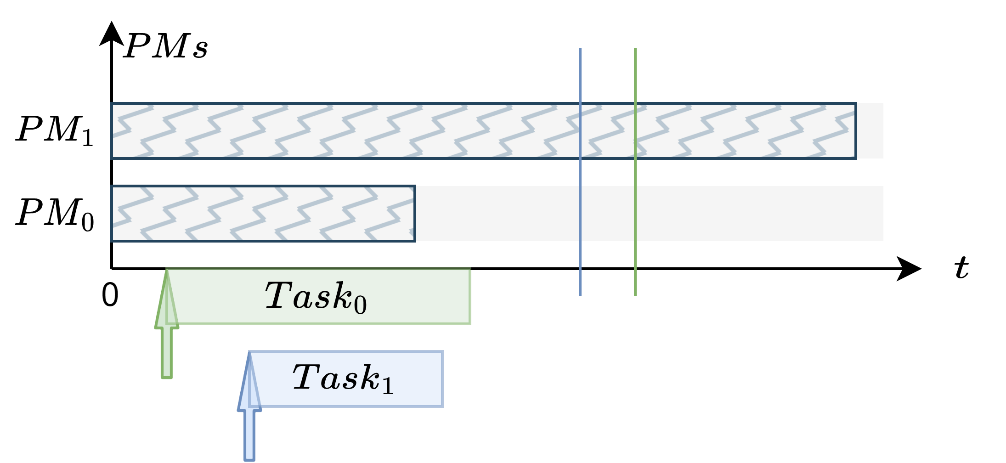 PMs
PM₁
PM₀
t
0
Task₀
Task₁